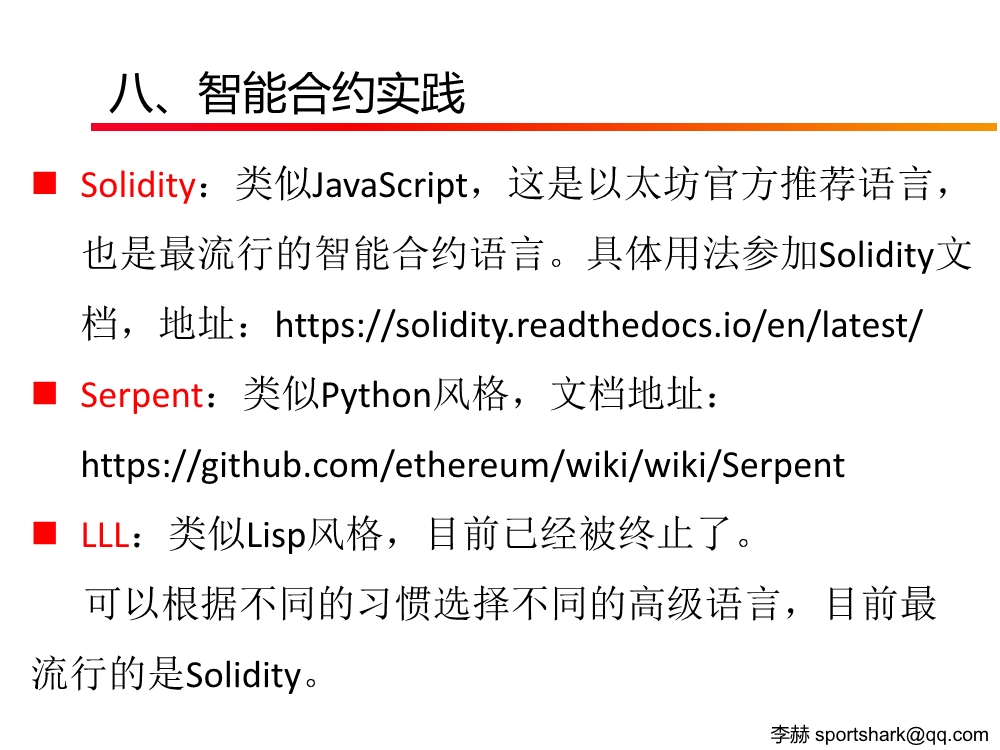 八、智能合约实践
■ Solidity：类似JavaScript，这是以太坊官方推荐语言，
也是最流行的智能合约语言。具体用法参加Solidity文
档，地址：https://solidity.readthedocs.io/en/latest/
■ Serpent：类似Python风格，文档地址：
https://github.com/ethereum/wiki/wiki/Serpent
■ LLL：类似Lisp风格，目前已经被终止了。
可以根据不同的习惯选择不同的高级语言，目前最
流行的是Solidity。
李赫 sportshark@qq.com